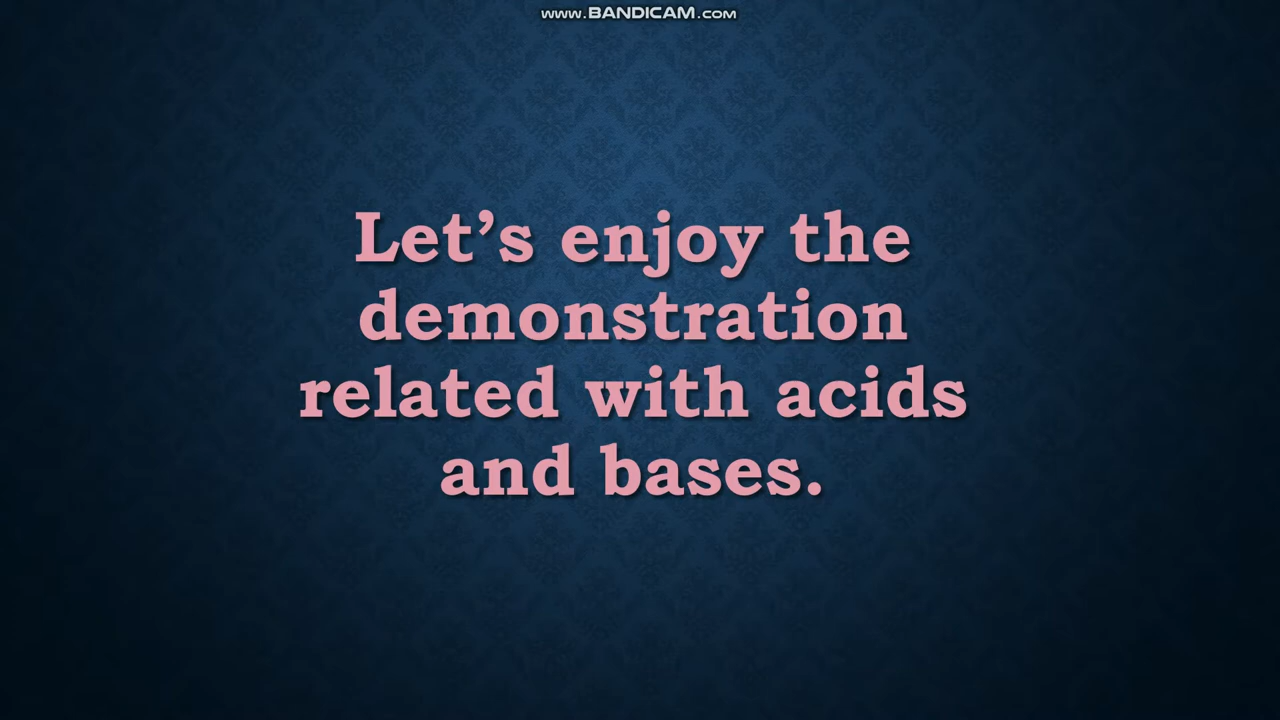 www.BANDICAM.com
Let’s enjoy the
demonstration
related with acids
and bases.